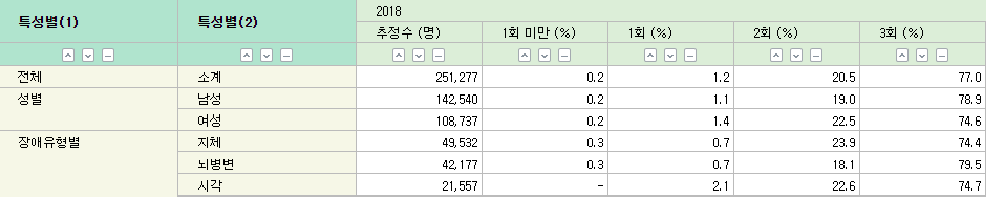 특성별(1) 특성별(2) 2018
추정수 (명) 1회 미만 (%) 1회 (%) 2회 (%) 3회 (%)
전체 소계 251,277 0.2 1.2 20.5 77.0
성별 남성 142,540 0.2 1.1 19.0 78.9
여성 108,737 0.2 1.4 22.5 74.6
장애유형별 지체 49,532 0.3 0.7 23.9 74.4
뇌병변 42,177 0.3 0.7 18.1 79.5
시각 21,557 - 2.1 22.6 74.7